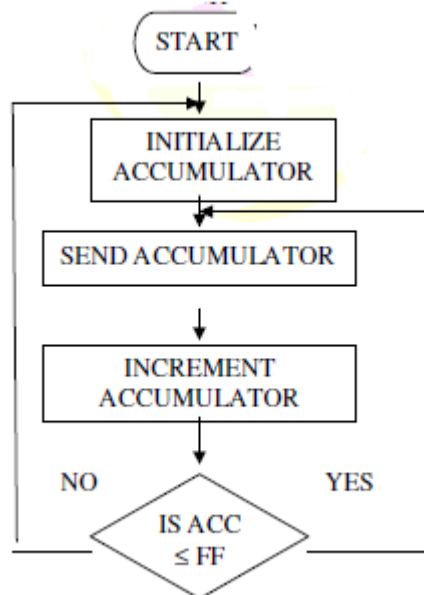 START
INITIALIZE
ACCUMULATOR
SEND ACCUMULATOR
INCREMENT
ACCUMULATOR
NO
YES
IS ACC
≤ FF